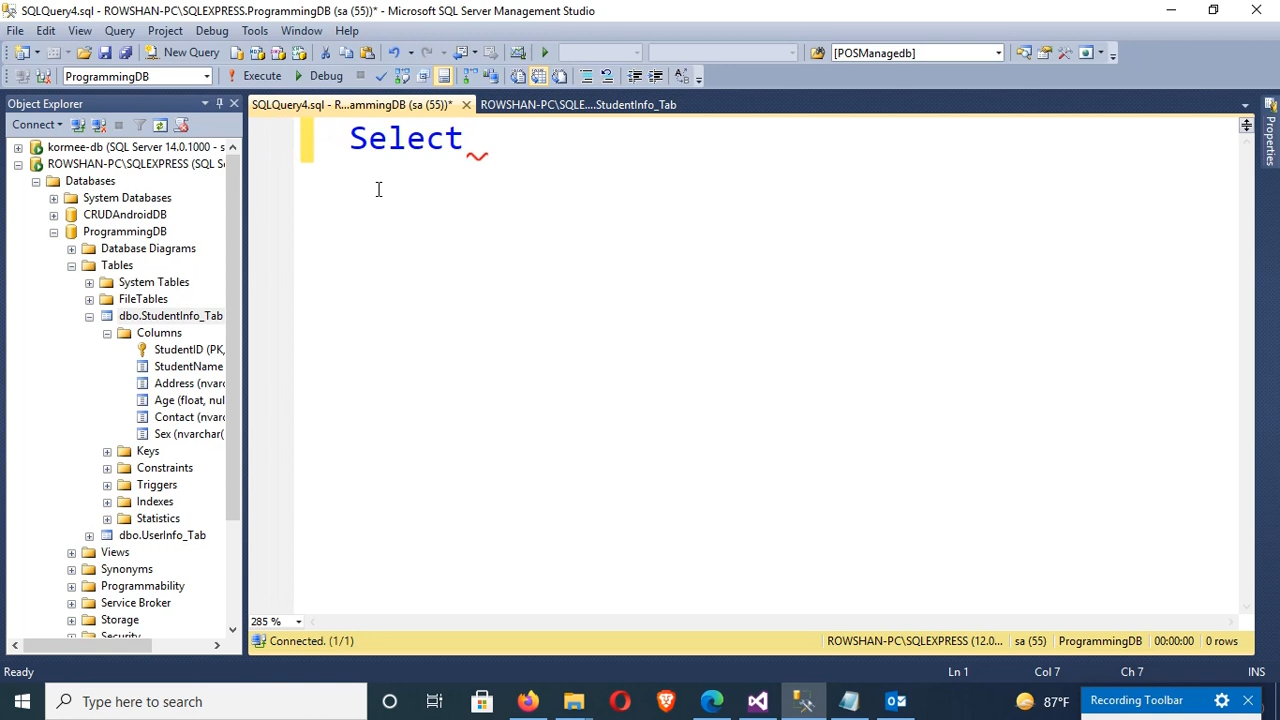 SQLQuery4.sql - ROWSHAN-PC\SQLEXPRESS.ProgrammingDB (sa (55))* - Microsoft SQL Server Management Studio
File Edit View Query Project Debug Tools Window Help
New Query [POSManagedb]
ProgrammingDB Execute Debug
Object Explorer
SQLQuery4.sql - R...ammingDB (sa (55))* ROWSHAN-PC\SQLE....StudentInfo_Tab
Properties
Connect
kormee-db (SQL Server 14.0.1000 - s
ROWSHAN-PC\SQLEXPRESS (SQL S
Databases
System Databases
CRUDAndroidDB
ProgrammingDB
Database Diagrams
Tables
System Tables
FileTables
dbo.StudentInfo_Tab
Columns
StudentID (PK,
StudentName
Address (nvarc
Age (float, nul
Contact (nvarc
Sex (nvarchar(
Keys
Constraints
Triggers
Indexes
Statistics
dbo.UserInfo_Tab
Views
Synonyms
Programmability
Service Broker
Storage
Security
Select
285 %
Connected. (1/1) ROWSHAN-PC\SQLEXPRESS (12.0... sa (55) ProgrammingDB 00:00:00 0 rows
Ready Ln 1 Col 7 Ch 7 INS
Type here to search 87°F Recording Toolbar